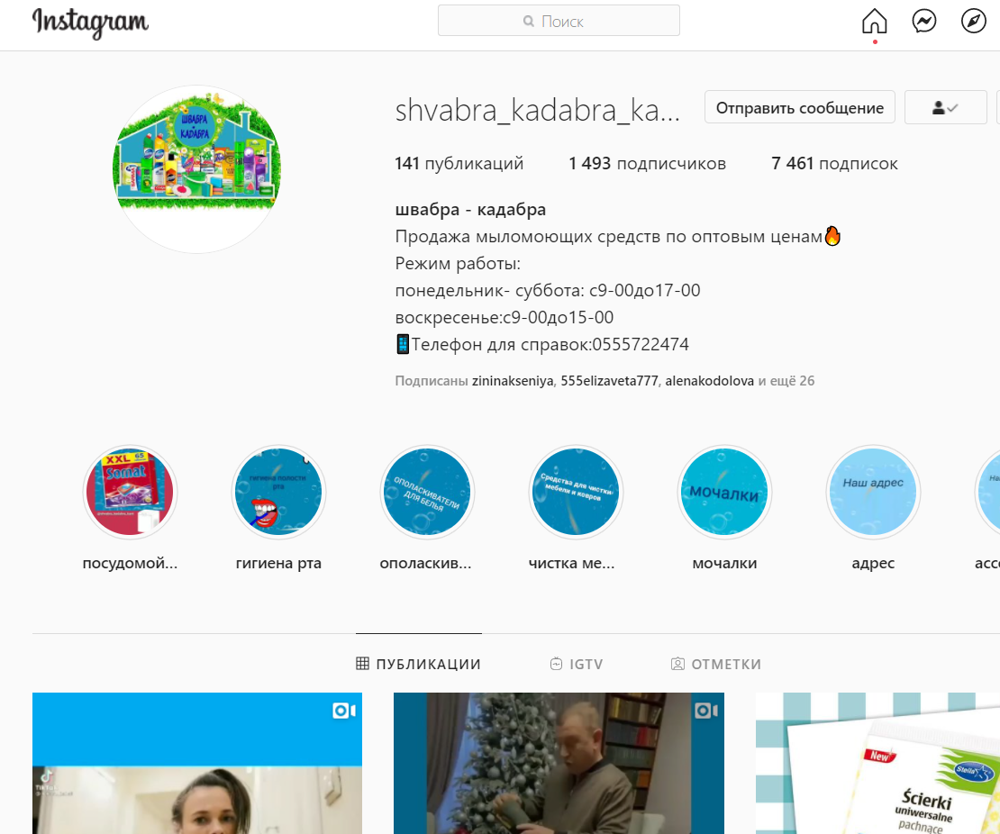 Instagram
Поиск
ШВАБРА
КАДАБРА
shvabra_kadabra_ka...
Отправить сообщение
141 публикаций
1 493 подписчиков
7 461 подписок
швабра - кадабра
Продажа мыломоющих средств по оптовым ценам🔥
Режим работы:
понедельник- суббота: с9-00до17-00
воскресенье:с9-00до15-00
📱Телефон для справок:0555722474
Подписаны zininakseniya, 555elizaveta777, alenakodolova и ещё 26
XXL 65
Somat
гигиена полости
рта
ОПОЛАСКИВАТЕЛИ
ДЛЯ БЕЛЬЯ
Средства для чистки
мебели и ковров
мочалки
Наш адрес
посудомой...
гигиена рта
ополаскив...
чистка ме...
мочалки
адрес
ПУБЛИКАЦИИ
IGTV
ОТМЕТКИ
TikTok
New
Stella
Ścierki
uniwersalne
pachnące